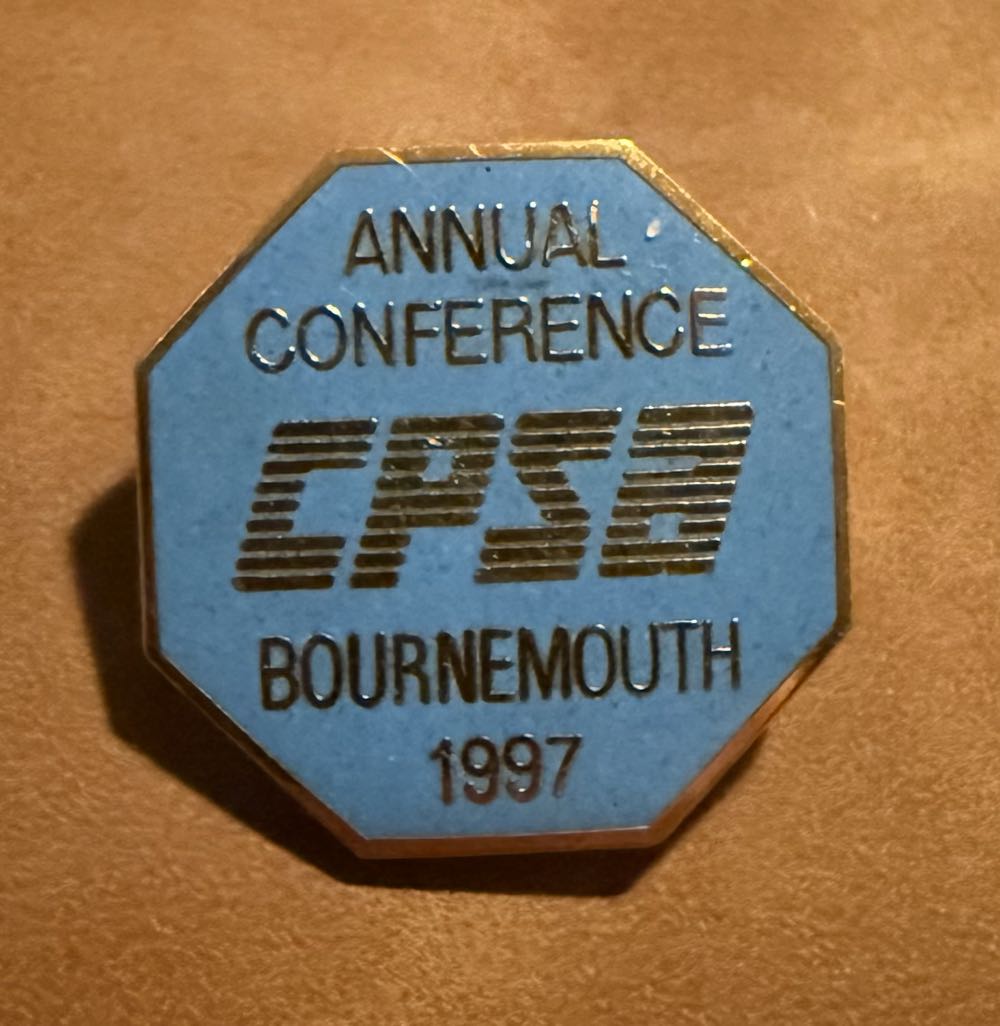 ANNUAL
CONFERENCE
CPSA
BOURNEMOUTH
1997